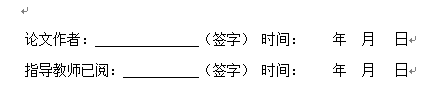 论文作者：______________（签字） 时间：　　年　月　日
指导教师已阅：__________（签字） 时间：　　年　月　日